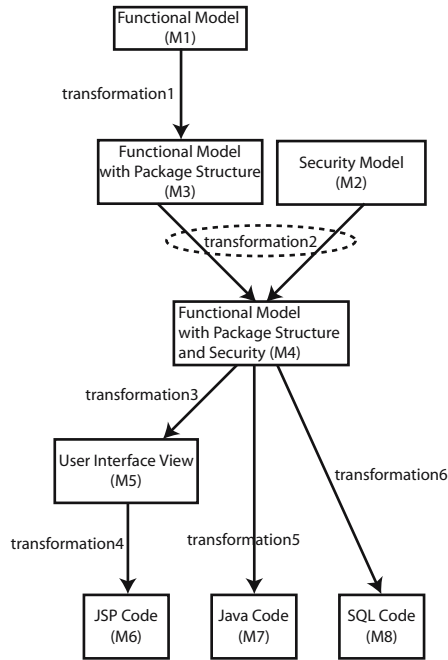 Functional Model
(M1)
transformation1
Functional Model
with Package Structure
(M3)
Security Model
(M2)
transformation2
Functional Model
with Package Structure
and Security (M4)
transformation3
User Interface View
(M5)
transformation6
transformation4
transformation5
JSP Code
(M6)
Java Code
(M7)
SQL Code
(M8)